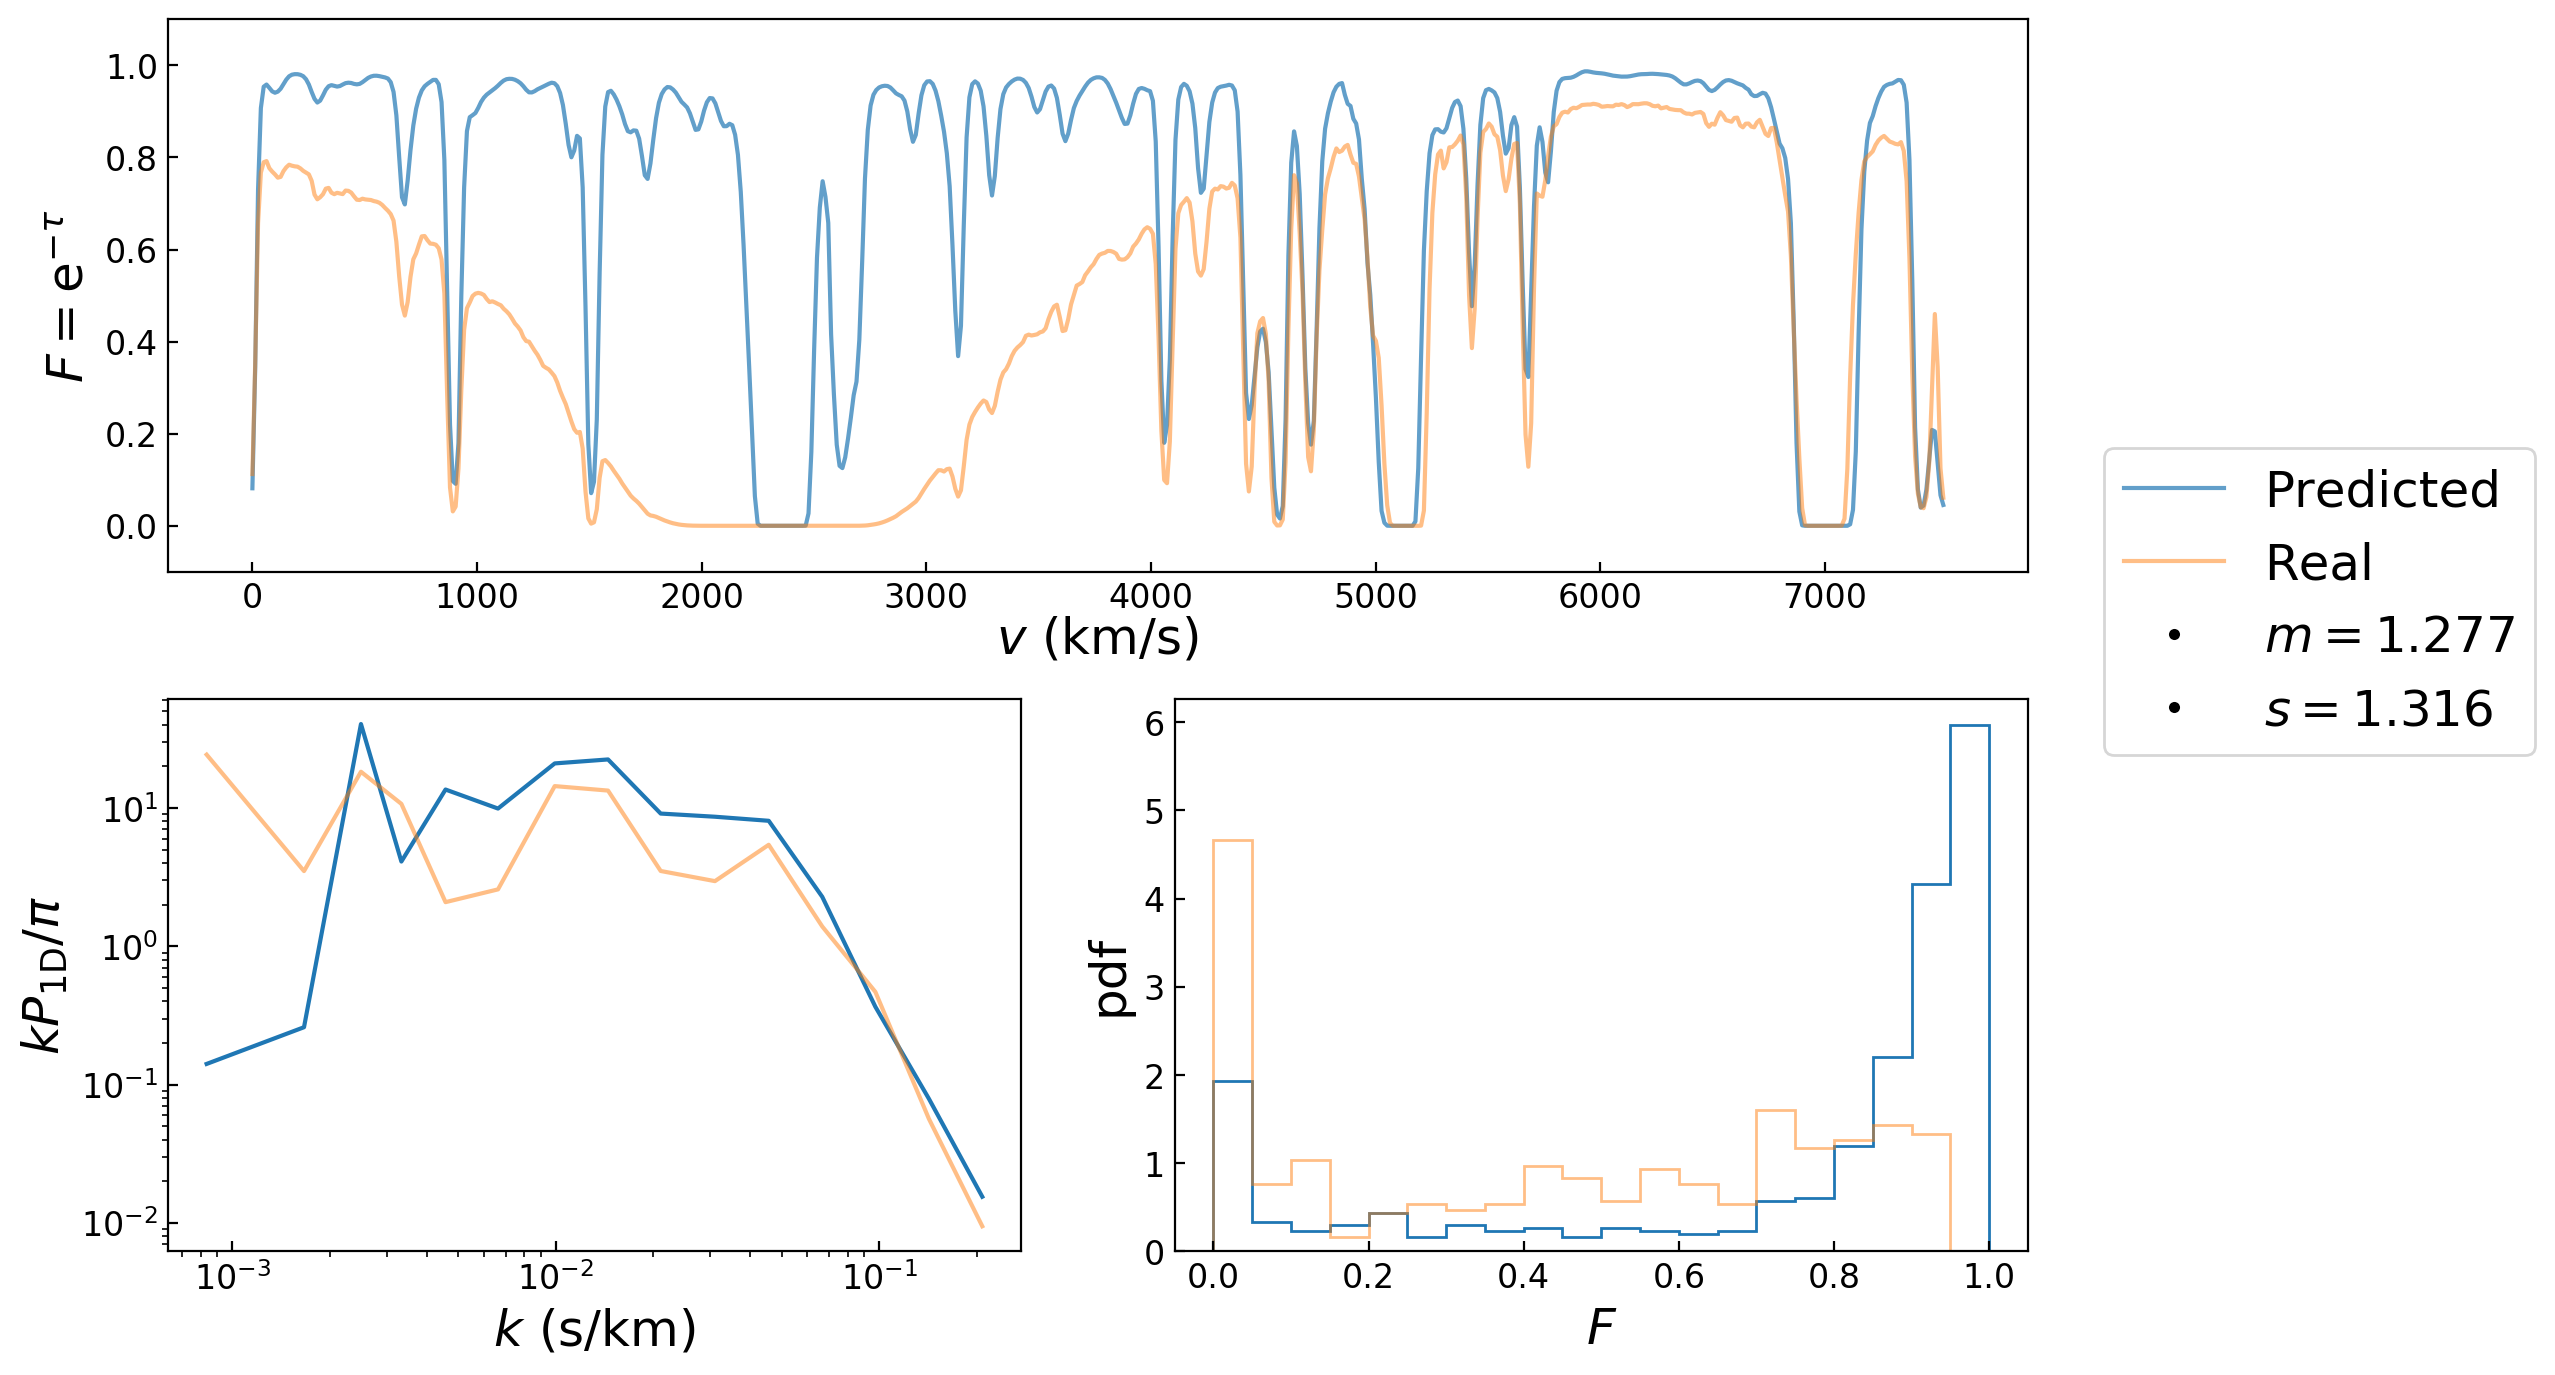 1.0
0.8
0.6
0.4
0.2
0.0
F = e^{−τ}
0 1000 2000 3000 4000 5000 6000 7000
v (km/s)
Predicted
Real
m = 1.277
s = 1.316
10^1
10^0
10^{−1}
10^{−2}
kP_{1D}/π
10^{−3} 10^{−2} 10^{−1}
k (s/km)
6
5
4
3
2
1
0
pdf
0.0 0.2 0.4 0.6 0.8 1.0
F